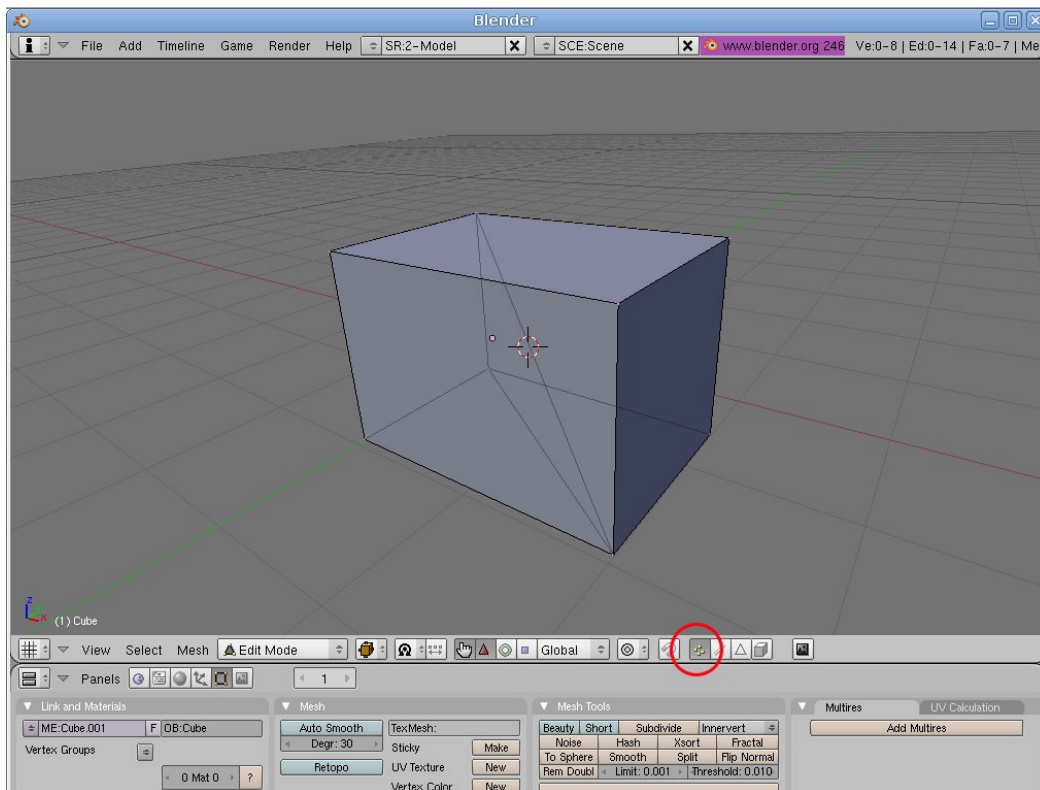 Blender
File Add Timeline Game Render Help SR:2-Model X SCE:Scene X www.blender.org 246 Ve:0-8 | Ed:0-14 | Fa:0-7 | Me
z
x
(1) Cube
View Select Mesh Edit Mode Global
Panels 1
Link and Materials Mesh Mesh Tools Multires UV Calculation
ME:Cube.001 F OB:Cube Auto Smooth TexMesh: Beauty Short Subdivide Innervert Add Multires
Vertex Groups Degr: 30 Sticky Make Noise Hash Xsort Fractal
To Sphere Smooth Split Flip Normal
0 Mat 0 ? Retopo UV Texture New Rem Doubl Limit: 0.001 Threshold: 0.010
Vertex Color New